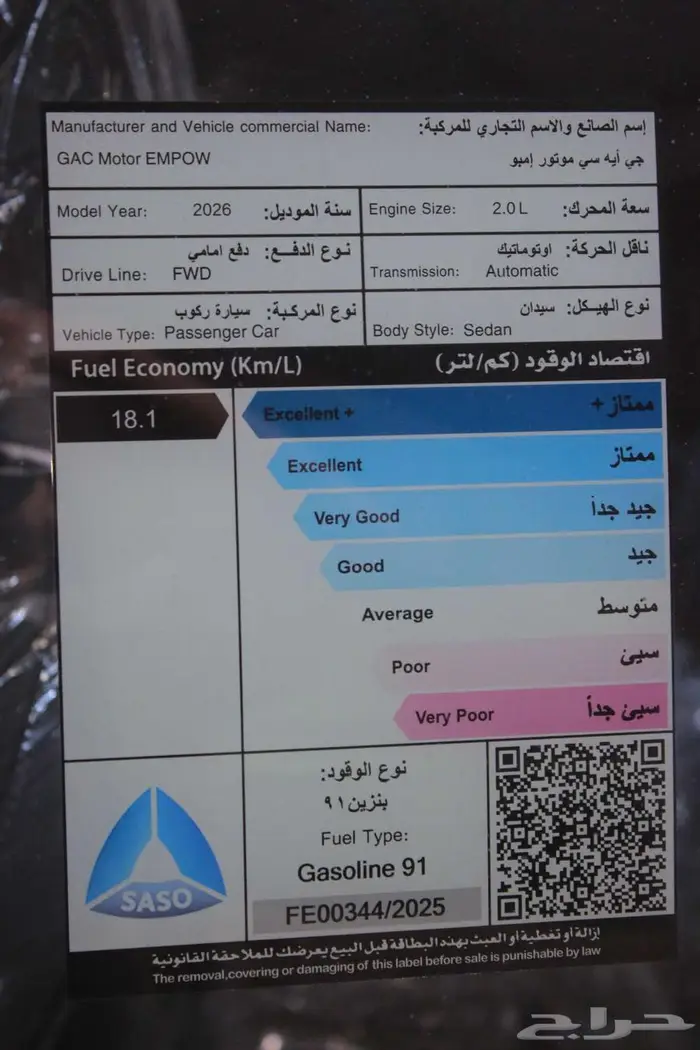 Manufacturer and Vehicle commercial Name: إسم الصانع والاسم التجاري للمركبة:
GAC Motor EMPOW جي أيه سي موتور إمبو
Model Year: 2026 سنة الموديل: Engine Size: 2.0 L سعة المحرك:
نوع الدفع: دفع امامي ناقل الحركة: اوتوماتيك
Drive Line: FWD Transmission: Automatic
نوع المركبة: سيارة ركوب نوع الهيكل: سيدان
Vehicle Type: Passenger Car Body Style: Sedan
Fuel Economy (Km/L) اقتصاد الوقود (كم/لتر)
18.1 Excellent + ممتاز+
Excellent ممتاز
Very Good جيد جداً
Good جيد
Average متوسط
Poor سيئ
Very Poor سيئ جداً
نوع الوقود:
بنزين ٩١
Fuel Type:
Gasoline 91
SASO
FE00344/2025
إزالة أو تغطية أو العبث بهذه البطاقة قبل البيع يعرضك للملاحقة القانونية
The removal,covering or damaging of this label before sale is punishable by law
حراج